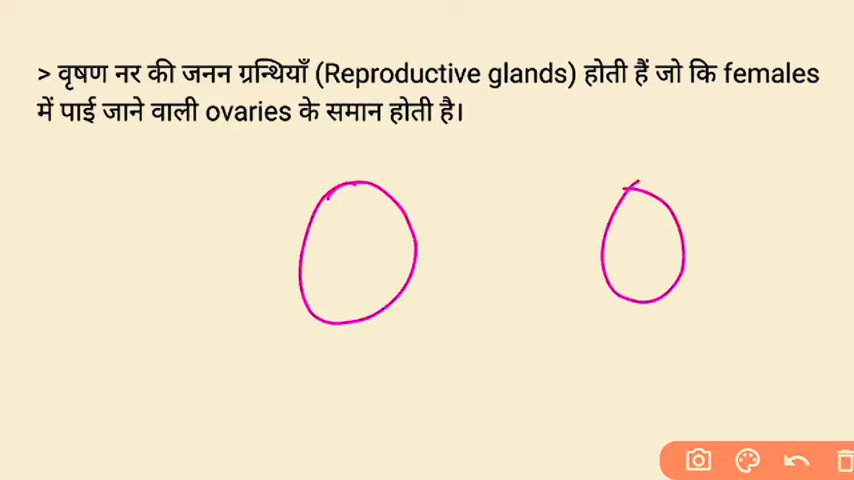 > वृषण नर की जनन ग्रन्थियाँ (Reproductive glands) होती हैं जो कि females
में पाई जाने वाली ovaries के समान होती है।